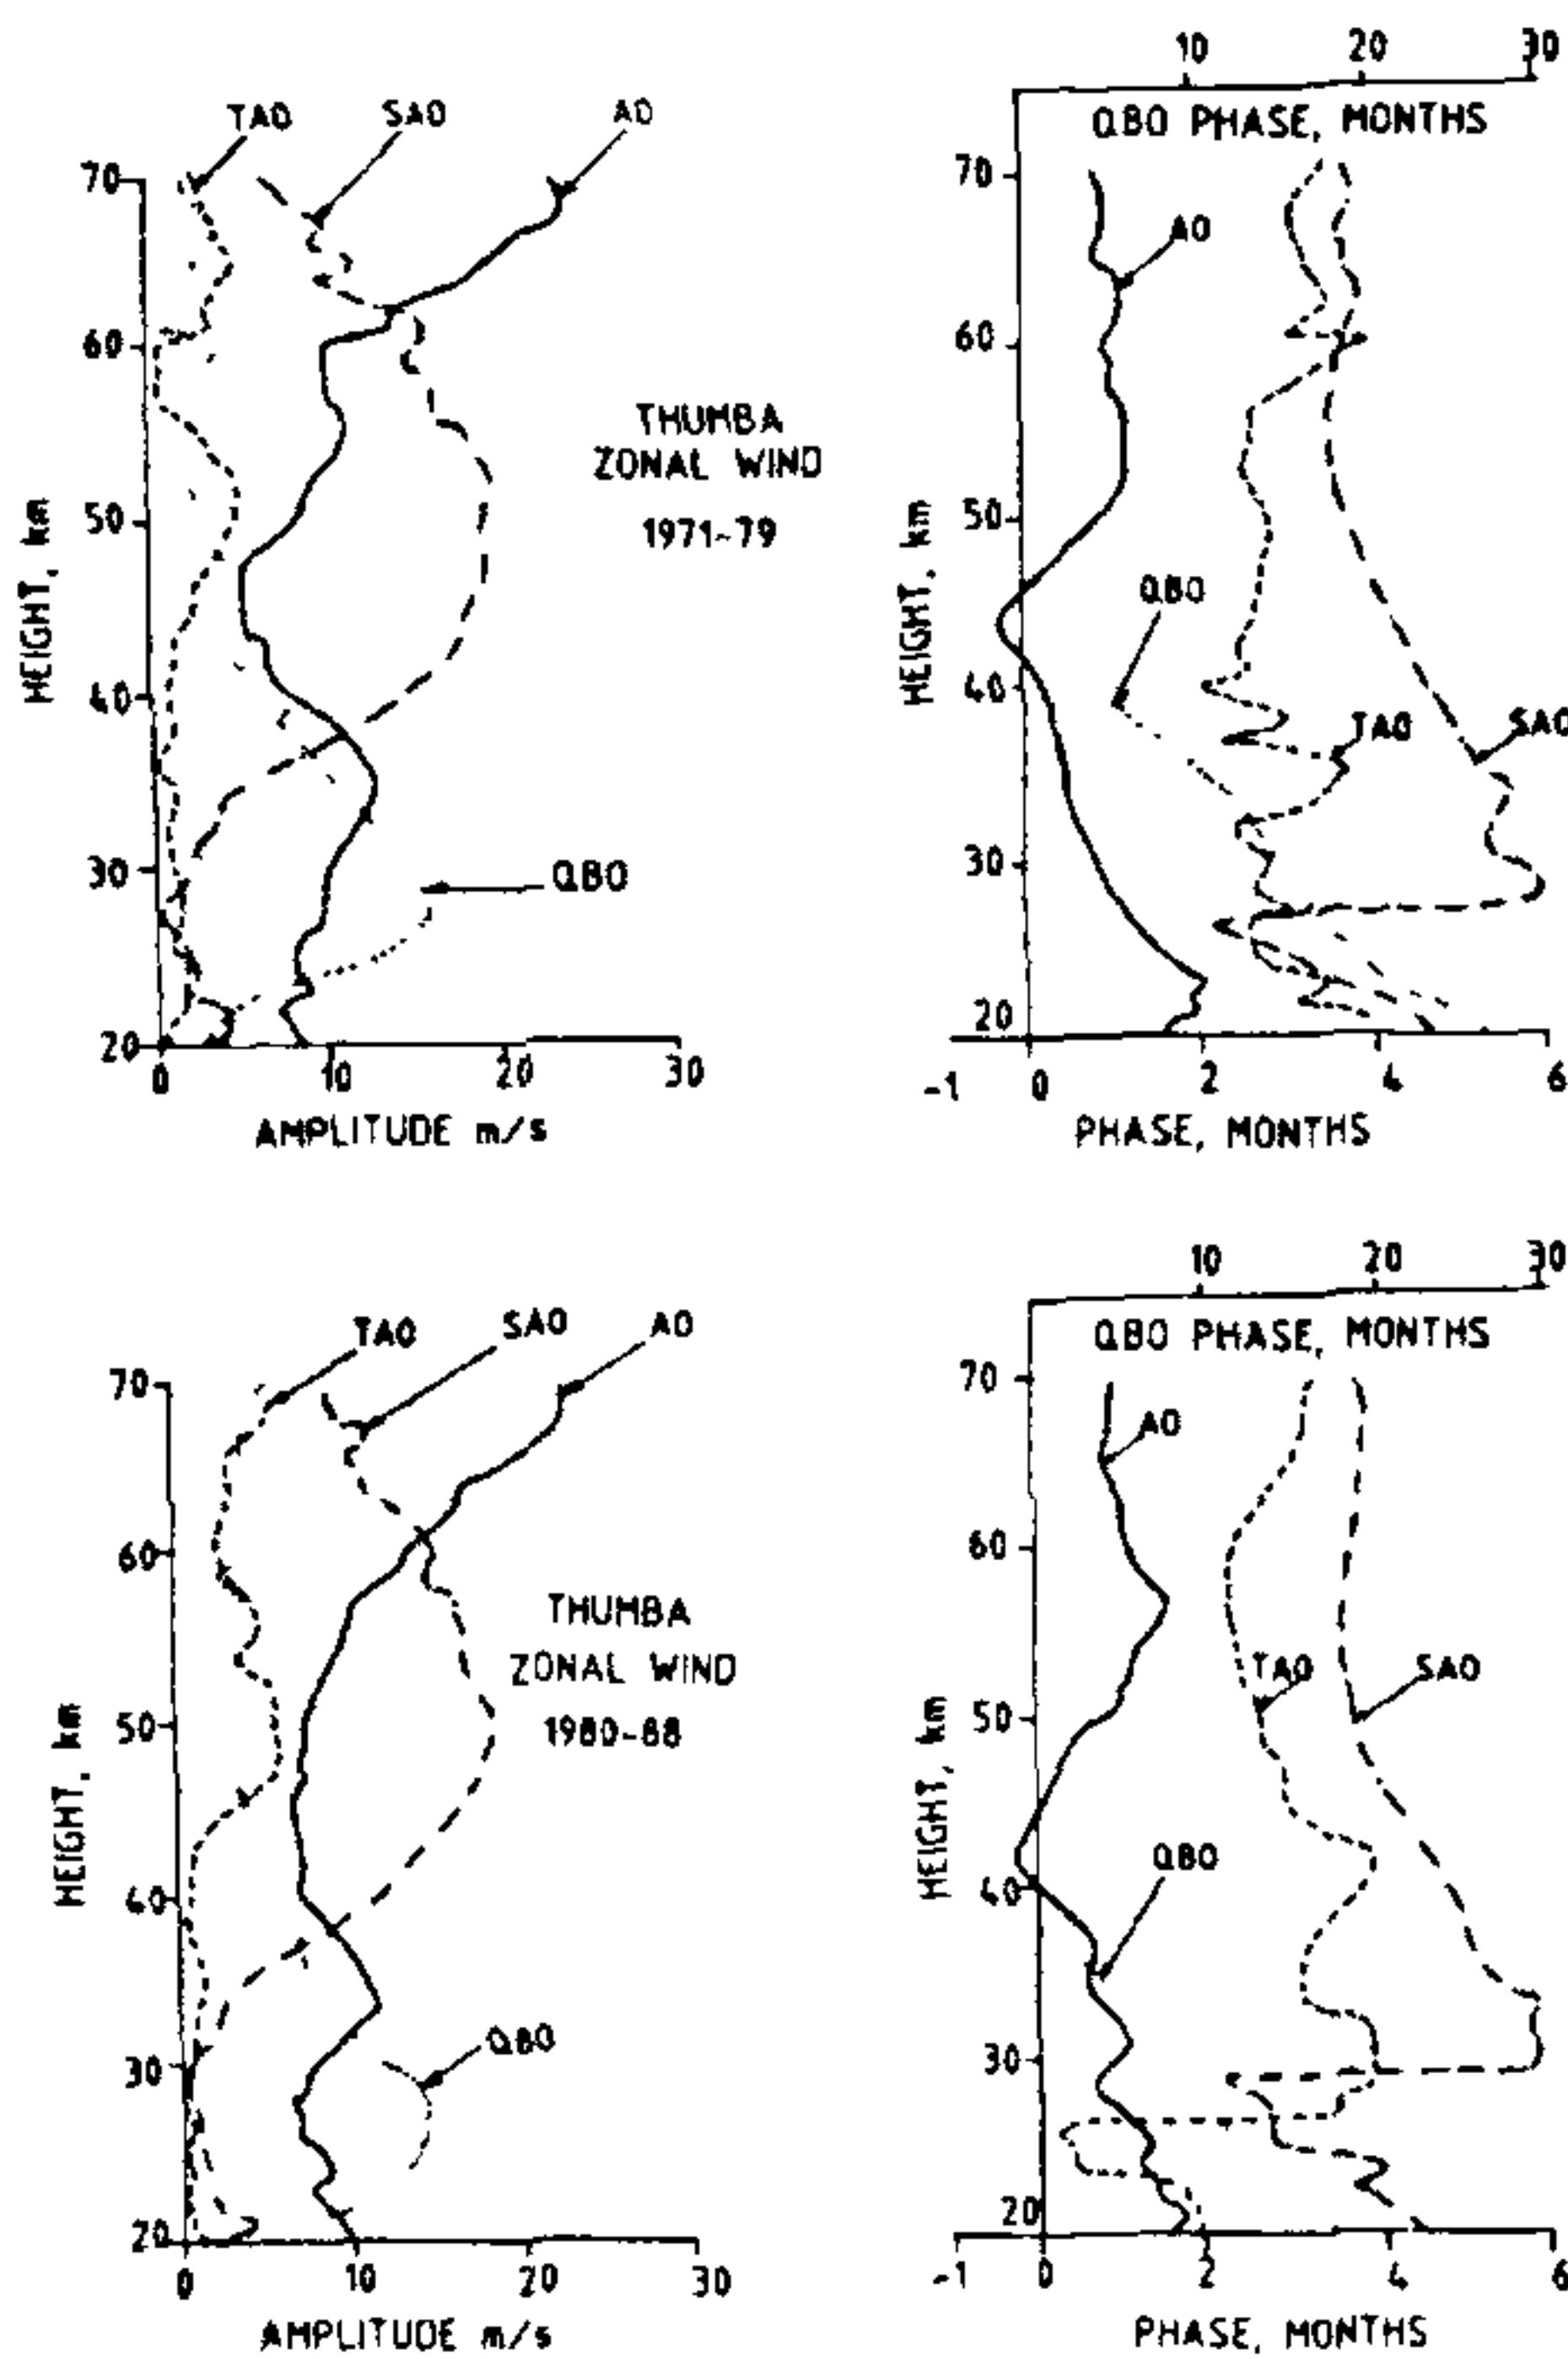 10 20 30
QBO PHASE, MONTHS
TAO SAO AO
70
60
50
40
30
20
HEIGHT, km
THUMBA
ZONAL WIND
1971-79
QBO
0 10 20 30
AMPLITUDE m/s
70
60
50
40
30
20
HEIGHT, km
AO
QBO
TAO SAO
-1 0 2 4 6
PHASE, MONTHS
10 20 30
QBO PHASE, MONTHS
TAO SAO AO
70
60
50
40
30
20
HEIGHT, km
THUMBA
ZONAL WIND
1980-88
QBO
0 10 20 30
AMPLITUDE m/s
70
60
50
40
30
20
HEIGHT, km
AO
TAO SAO
QBO
-1 0 2 4 6
PHASE, MONTHS